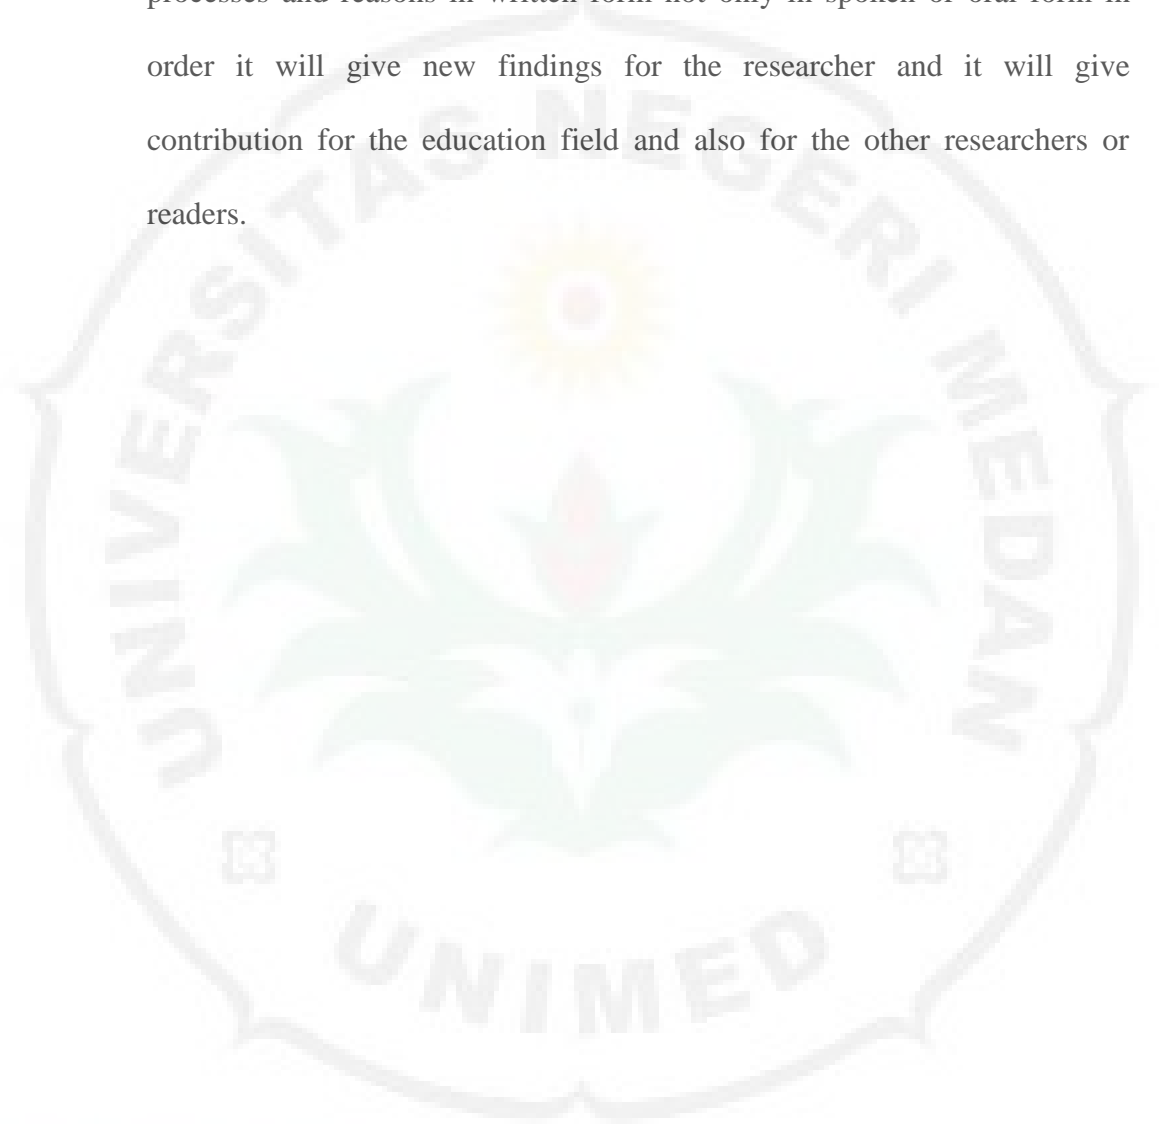 processes and reasons in written form not only in spoken or oral form in
order it will give new findings for the researcher and it will give
contribution for the education field and also for the other researchers or
readers.
UNIVERSITAS NEGERI MEDAN
UNIMED